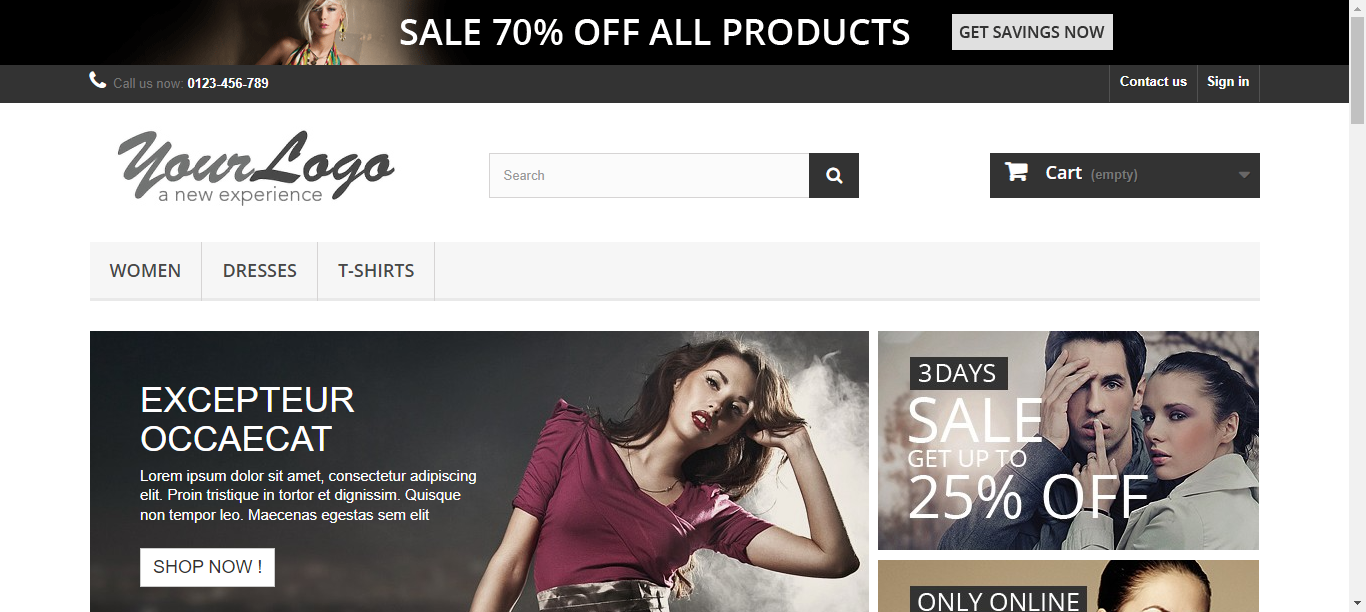 SALE 70% OFF ALL PRODUCTS
GET SAVINGS NOW
Call us now: 0123-456-789
Contact us
Sign in
YourLogo
a new experience
Search
Cart (empty)
WOMEN
DRESSES
T-SHIRTS
EXCEPTEUR
OCCAECAT
Lorem ipsum dolor sit amet, consectetur adipiscing
elit. Proin tristique in tortor et dignissim. Quisque
non tempor leo. Maecenas egestas sem elit
SHOP NOW !
3 DAYS
SALE
GET UP TO
25% OFF
ONLY ONLINE